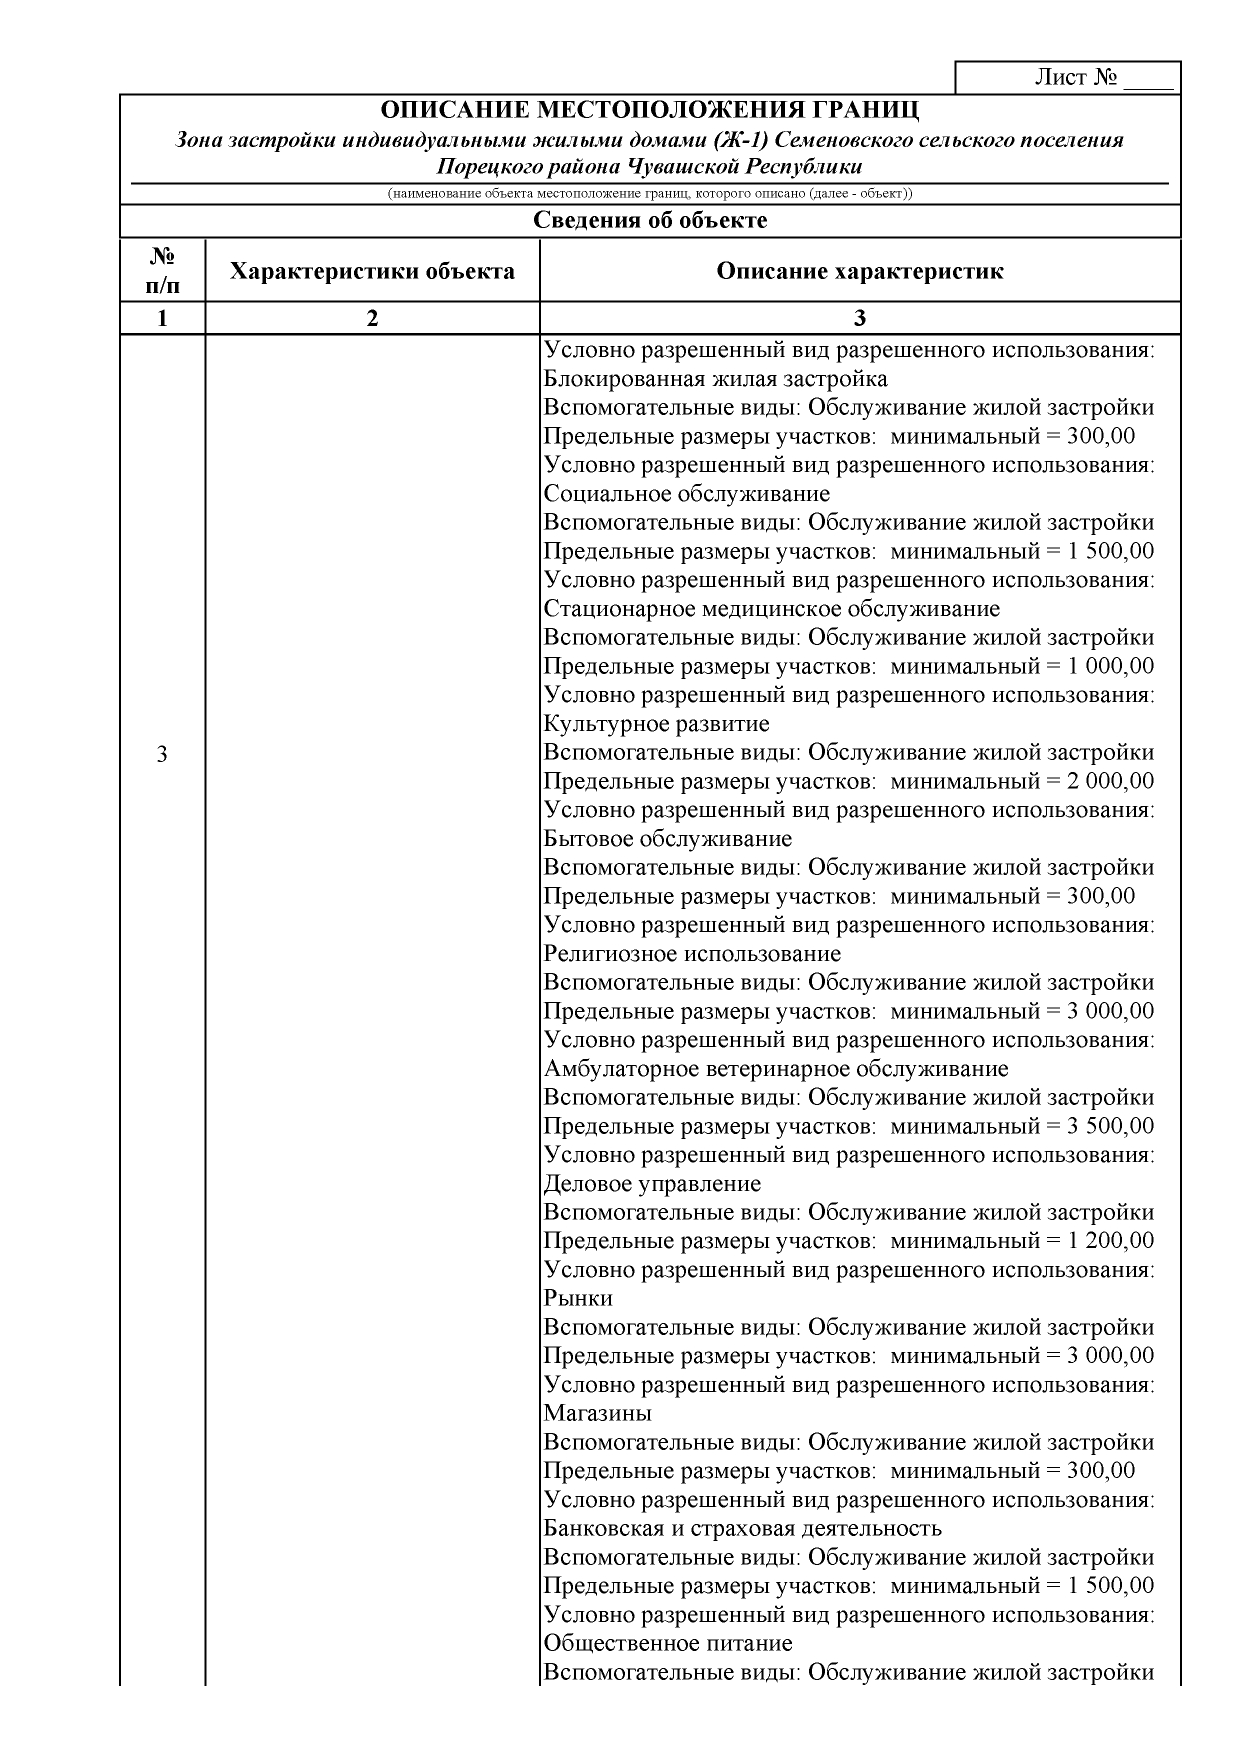 Лист № ____
ОПИСАНИЕ МЕСТОПОЛОЖЕНИЯ ГРАНИЦ
Зона застройки индивидуальными жилыми домами (Ж-1) Семеновского сельского поселения
Порецкого района Чувашской Республики
(наименование объекта местоположение границ, которого описано (далее - объект))
Сведения об объекте
№
п/п
Характеристики объекта
Описание характеристик
1
2
3
3
Условно разрешенный вид разрешенного использования:
Блокированная жилая застройка
Вспомогательные виды: Обслуживание жилой застройки
Предельные размеры участков:  минимальный = 300,00
Условно разрешенный вид разрешенного использования:
Социальное обслуживание
Вспомогательные виды: Обслуживание жилой застройки
Предельные размеры участков:  минимальный = 1 500,00
Условно разрешенный вид разрешенного использования:
Стационарное медицинское обслуживание
Вспомогательные виды: Обслуживание жилой застройки
Предельные размеры участков:  минимальный = 1 000,00
Условно разрешенный вид разрешенного использования:
Культурное развитие
Вспомогательные виды: Обслуживание жилой застройки
Предельные размеры участков:  минимальный = 2 000,00
Условно разрешенный вид разрешенного использования:
Бытовое обслуживание
Вспомогательные виды: Обслуживание жилой застройки
Предельные размеры участков:  минимальный = 300,00
Условно разрешенный вид разрешенного использования:
Религиозное использование
Вспомогательные виды: Обслуживание жилой застройки
Предельные размеры участков:  минимальный = 3 000,00
Условно разрешенный вид разрешенного использования:
Амбулаторное ветеринарное обслуживание
Вспомогательные виды: Обслуживание жилой застройки
Предельные размеры участков:  минимальный = 3 500,00
Условно разрешенный вид разрешенного использования:
Деловое управление
Вспомогательные виды: Обслуживание жилой застройки
Предельные размеры участков:  минимальный = 1 200,00
Условно разрешенный вид разрешенного использования:
Рынки
Вспомогательные виды: Обслуживание жилой застройки
Предельные размеры участков:  минимальный = 3 000,00
Условно разрешенный вид разрешенного использования:
Магазины
Вспомогательные виды: Обслуживание жилой застройки
Предельные размеры участков:  минимальный = 300,00
Условно разрешенный вид разрешенного использования:
Банковская и страховая деятельность
Вспомогательные виды: Обслуживание жилой застройки
Предельные размеры участков:  минимальный = 1 500,00
Условно разрешенный вид разрешенного использования:
Общественное питание
Вспомогательные виды: Обслуживание жилой застройки